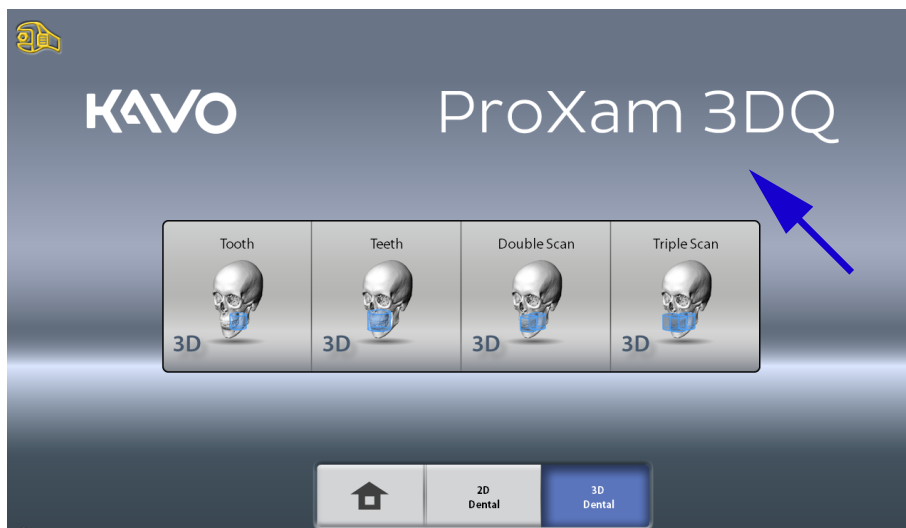 KAVO
ProXam 3DQ
Tooth
Teeth
Double Scan
Triple Scan
3D
3D
3D
3D
2D
Dental
3D
Dental